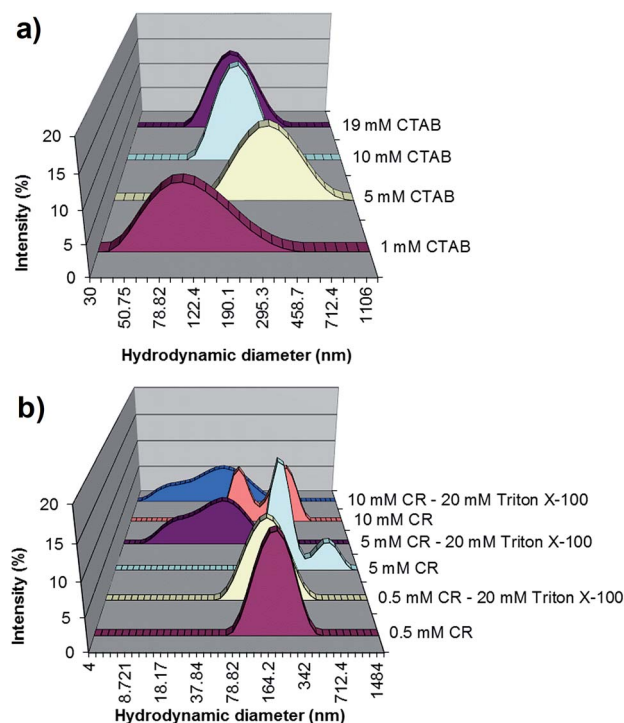 a)
20
15
10
5
0
Intensity (%)
19 mM CTAB
10 mM CTAB
5 mM CTAB
1 mM CTAB
30
50.75
78.82
122.4
190.1
295.3
458.7
712.4
1106
Hydrodynamic diameter (nm)
b)
20
15
10
5
0
Intensity (%)
10 mM CR - 20 mM Triton X-100
10 mM CR
5 mM CR - 20 mM Triton X-100
5 mM CR
0.5 mM CR - 20 mM Triton X-100
0.5 mM CR
4
8.721
18.17
37.84
78.82
164.2
342
712.4
1484
Hydrodynamic diameter (nm)